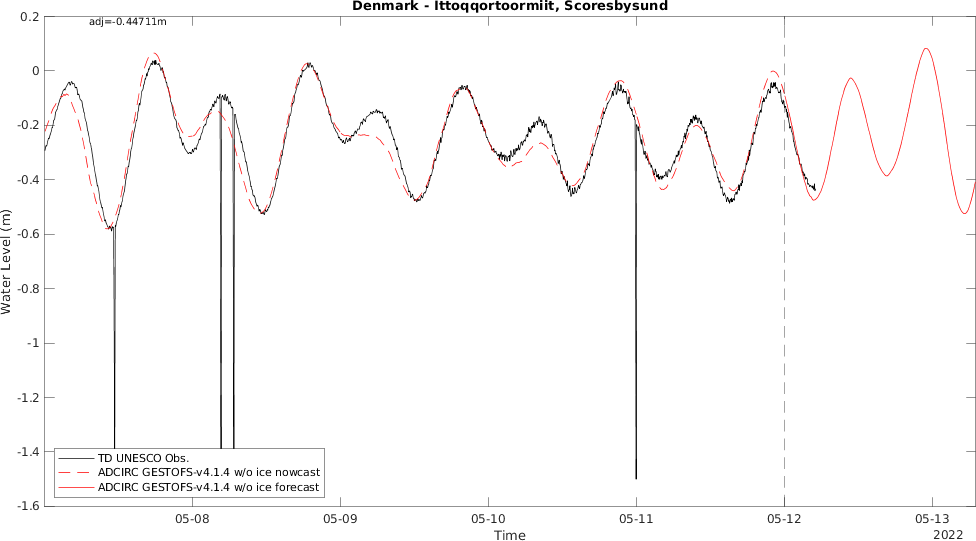 Denmark - Ittoqqortoormiit, Scoresbysund
adj=-0.44711m
0.2
0
-0.2
-0.4
-0.6
-0.8
-1
-1.2
-1.4
-1.6
Water Level (m)
TD UNESCO Obs.
ADCIRC GESTOFS-v4.1.4 w/o ice nowcast
ADCIRC GESTOFS-v4.1.4 w/o ice forecast
05-08 05-09 05-10 05-11 05-12 05-13
Time
2022